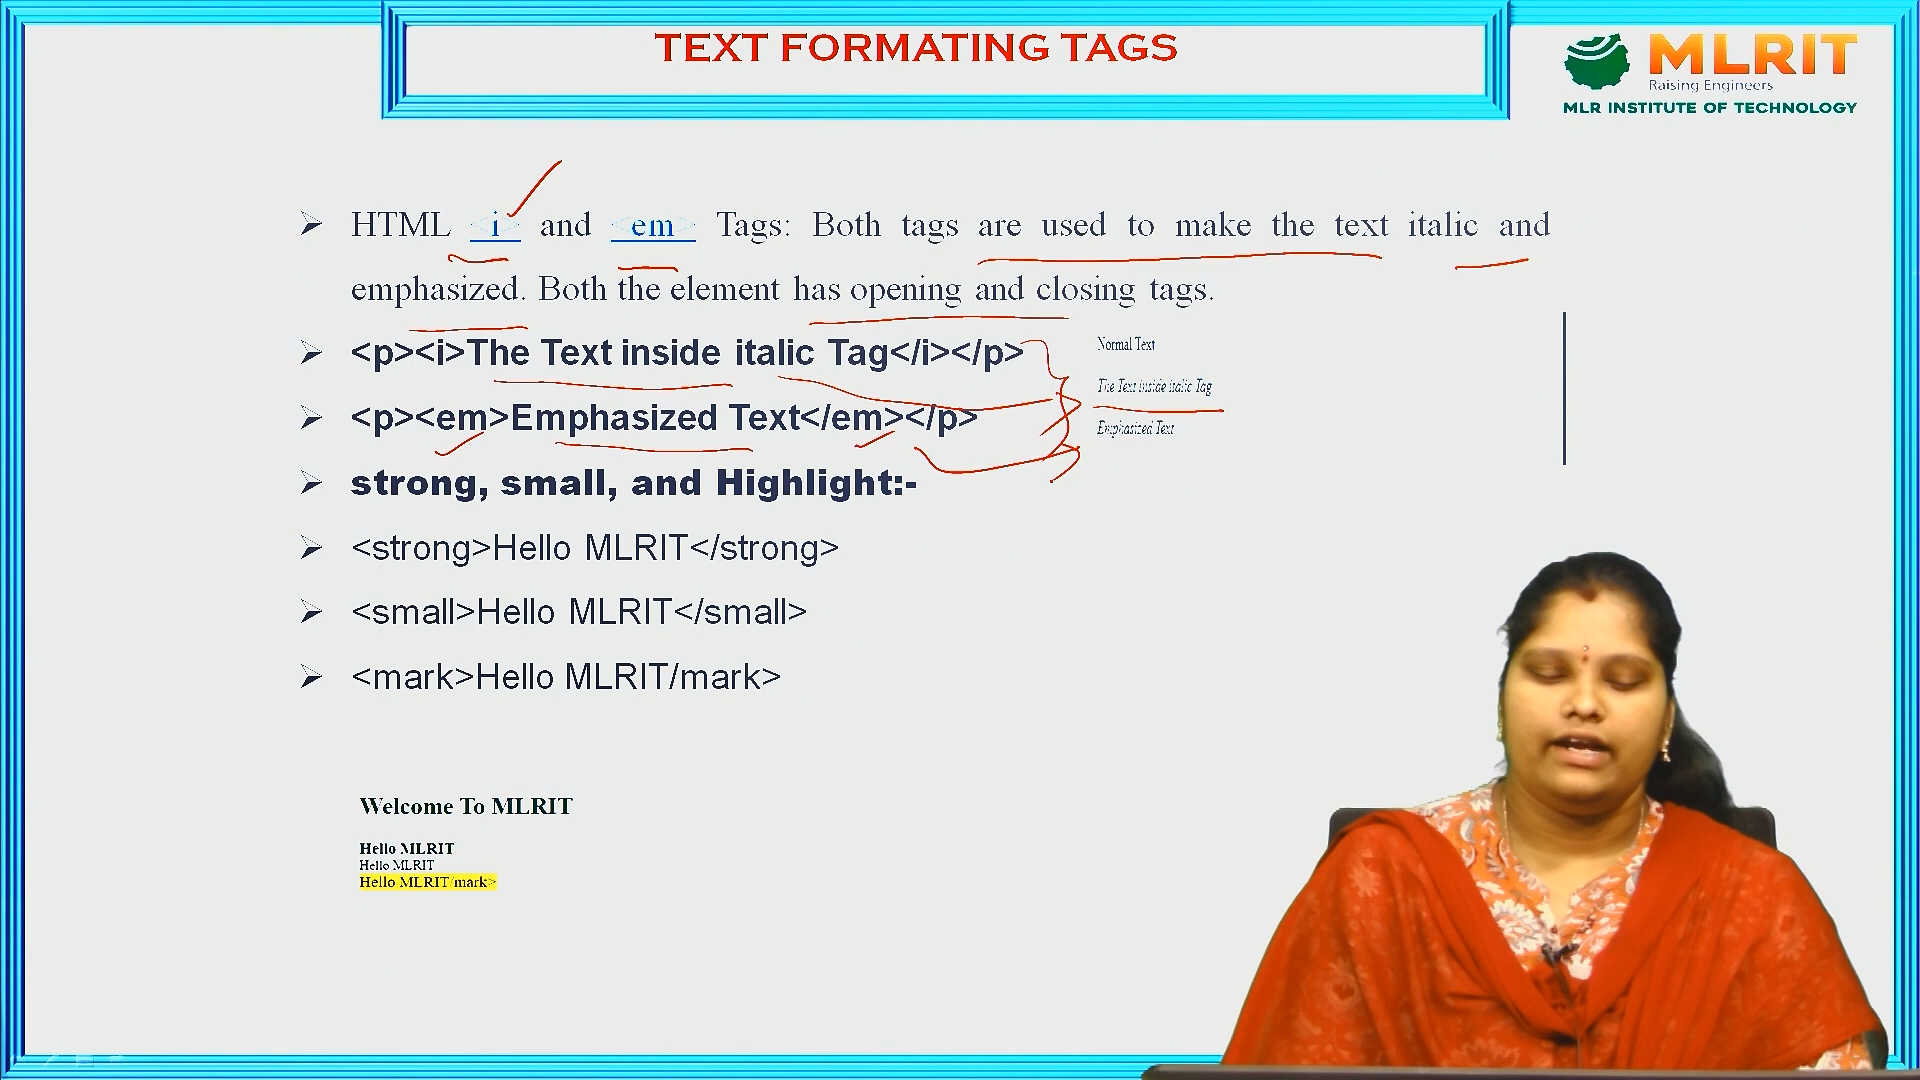 TEXT FORMATING TAGS
MLRIT
Raising Engineers
MLR INSTITUTE OF TECHNOLOGY
HTML <i> and <em> Tags: Both tags are used to make the text italic and
emphasized. Both the element has opening and closing tags.
<p><i>The Text inside italic Tag</i></p>
<p><em>Emphasized Text</em></p>
strong, small, and Highlight:-
<strong>Hello MLRIT</strong>
<small>Hello MLRIT</small>
<mark>Hello MLRIT/mark>
Normal Text
The Text inside italic Tag
Emphasized Text
Welcome To MLRIT
Hello MLRIT
Hello MLRIT
Hello MLRIT/mark>